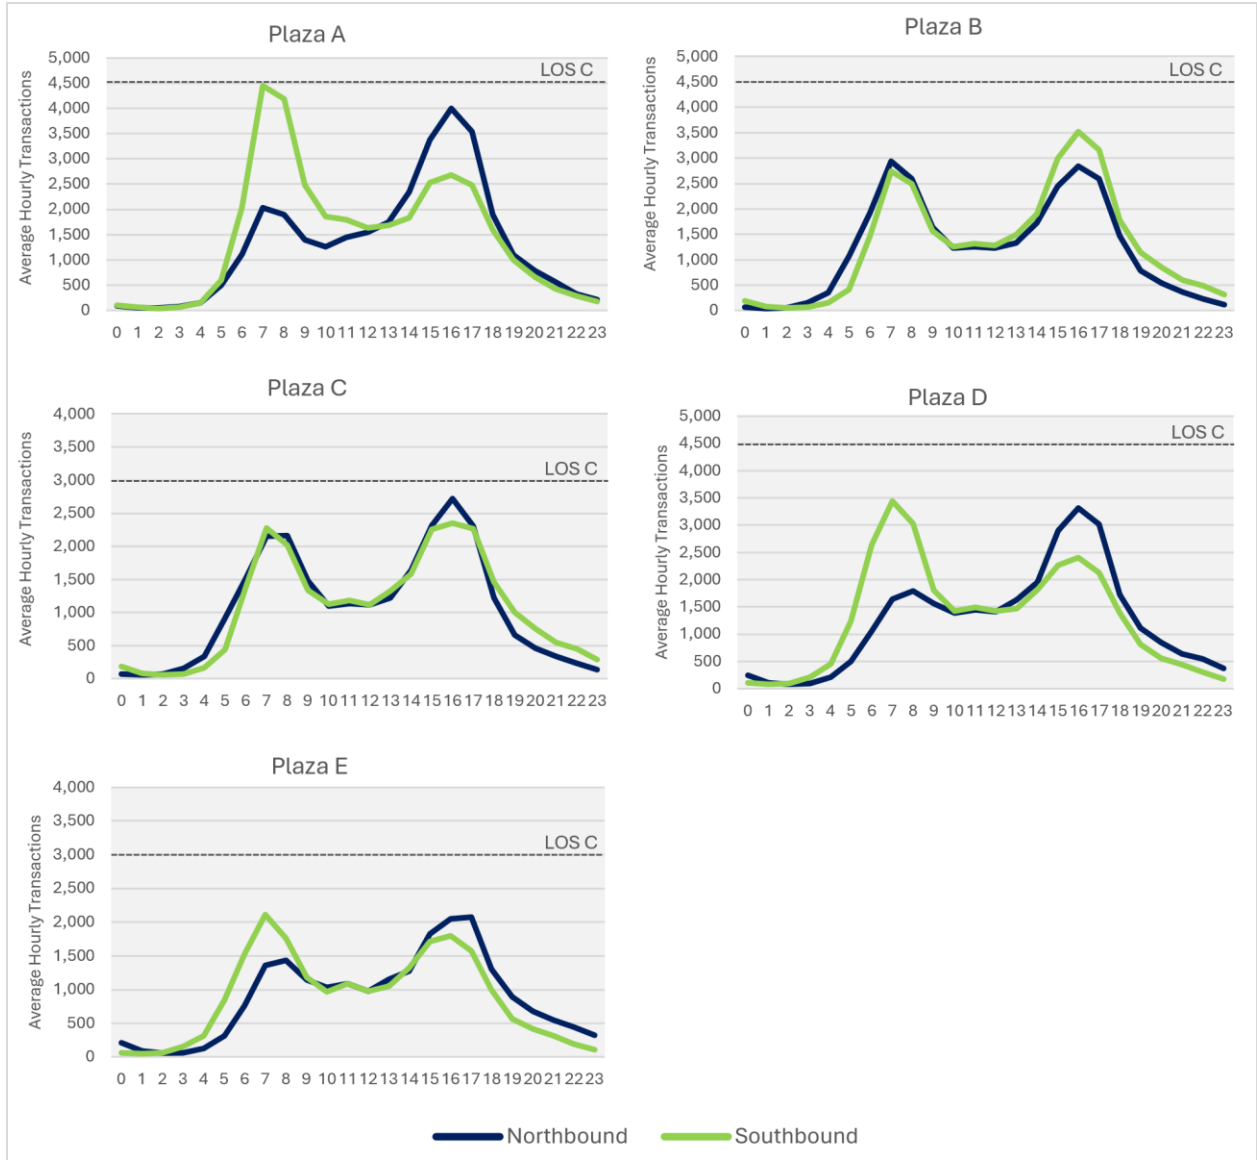 Plaza A
Average Hourly Transactions
5,000
4,500
4,000
3,500
3,000
2,500
2,000
1,500
1,000
500
0
LOS C
0 1 2 3 4 5 6 7 8 9 10 11 12 13 14 15 16 17 18 19 20 21 22 23
Plaza B
Average Hourly Transactions
5,000
4,500
4,000
3,500
3,000
2,500
2,000
1,500
1,000
500
0
LOS C
0 1 2 3 4 5 6 7 8 9 10 11 12 13 14 15 16 17 18 19 20 21 22 23
Plaza C
Average Hourly Transactions
4,000
3,500
3,000
2,500
2,000
1,500
1,000
500
0
LOS C
0 1 2 3 4 5 6 7 8 9 10 11 12 13 14 15 16 17 18 19 20 21 22 23
Plaza D
Average Hourly Transactions
5,000
4,500
4,000
3,500
3,000
2,500
2,000
1,500
1,000
500
0
LOS C
0 1 2 3 4 5 6 7 8 9 10 11 12 13 14 15 16 17 18 19 20 21 22 23
Plaza E
Average Hourly Transactions
4,000
3,500
3,000
2,500
2,000
1,500
1,000
500
0
LOS C
0 1 2 3 4 5 6 7 8 9 10 11 12 13 14 15 16 17 18 19 20 21 22 23
Northbound Southbound